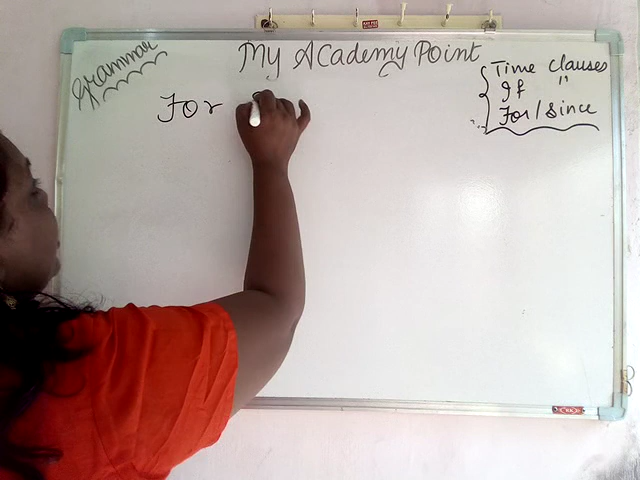 My Academy Point
Grammar
Time clauses
If "
For/Since
For